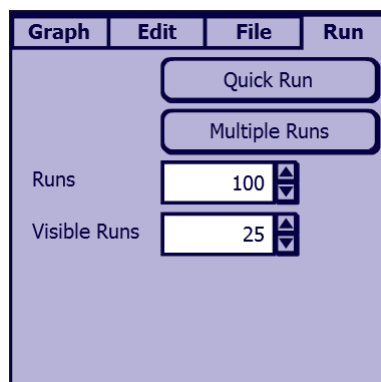 Graph Edit File Run
Quick Run
Multiple Runs
Runs 100
Visible Runs 25